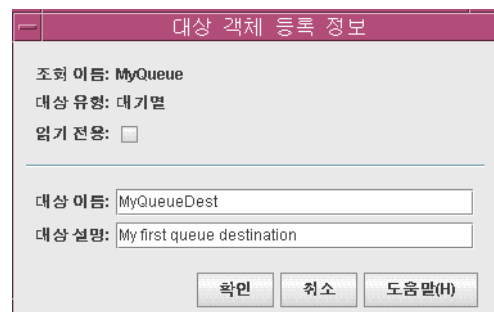 대상 객체 등록 정보
조회 이름: MyQueue
대상 유형: 대기열
읽기 전용:
대상 이름: MyQueueDest
대상 설명: My first queue destination
확인 취소 도움말(H)